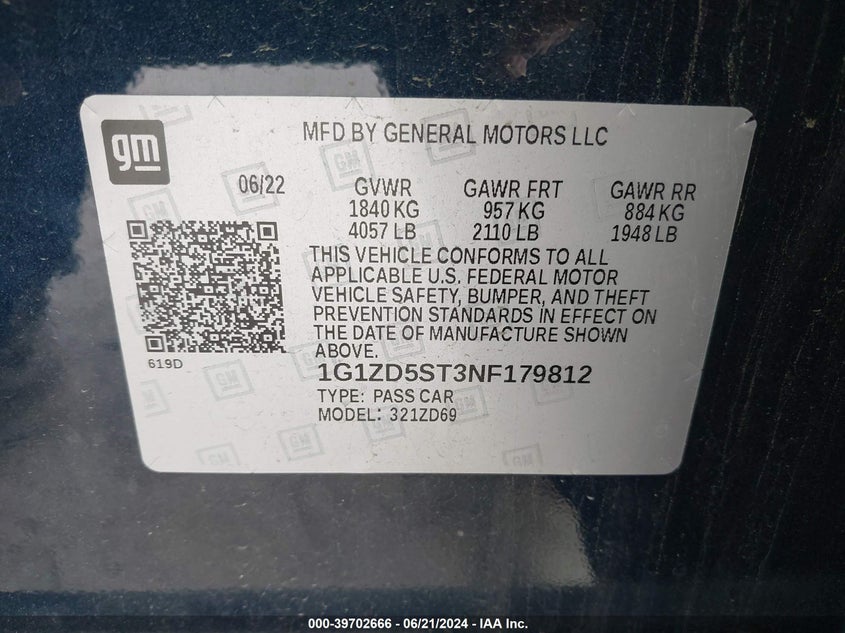 gm
MFD BY GENERAL MOTORS LLC
06/22 GVWR GAWR FRT GAWR RR
1840 KG 957 KG 884 KG
4057 LB 2110 LB 1948 LB
THIS VEHICLE CONFORMS TO ALL
APPLICABLE U.S. FEDERAL MOTOR
VEHICLE SAFETY, BUMPER, AND THEFT
PREVENTION STANDARDS IN EFFECT ON
THE DATE OF MANUFACTURE SHOWN
ABOVE.
619D
1G1ZD5ST3NF179812
TYPE: PASS CAR
MODEL: 321ZD69
000-39702666 - 06/21/2024 - IAA Inc.